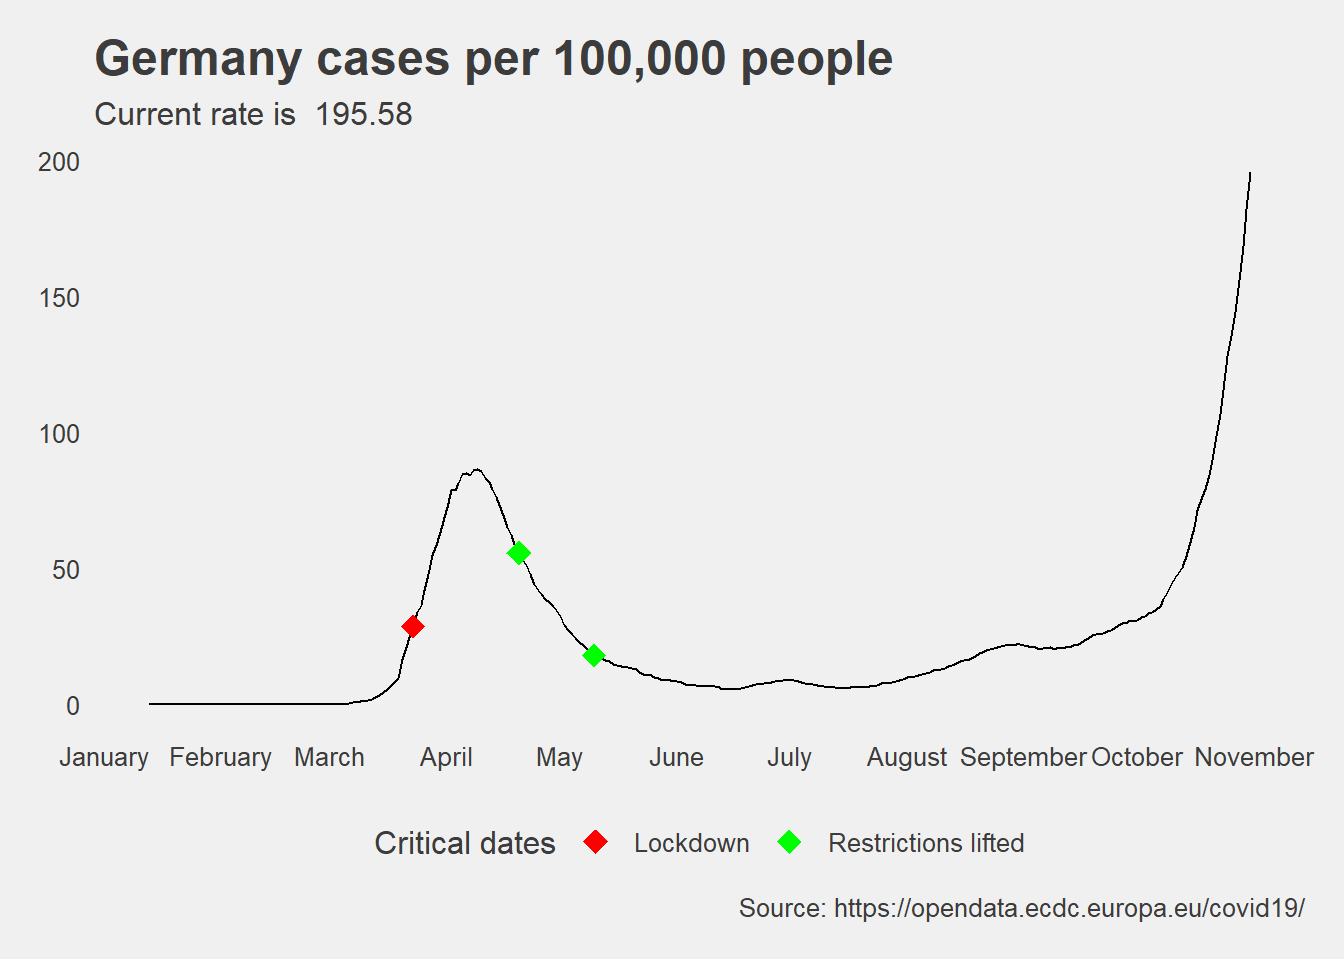 Germany cases per 100,000 people
Current rate is  195.58
200
150
100
50
0
January February March April May June July August September October November
Critical dates Lockdown Restrictions lifted
Source: https://opendata.ecdc.europa.eu/covid19/